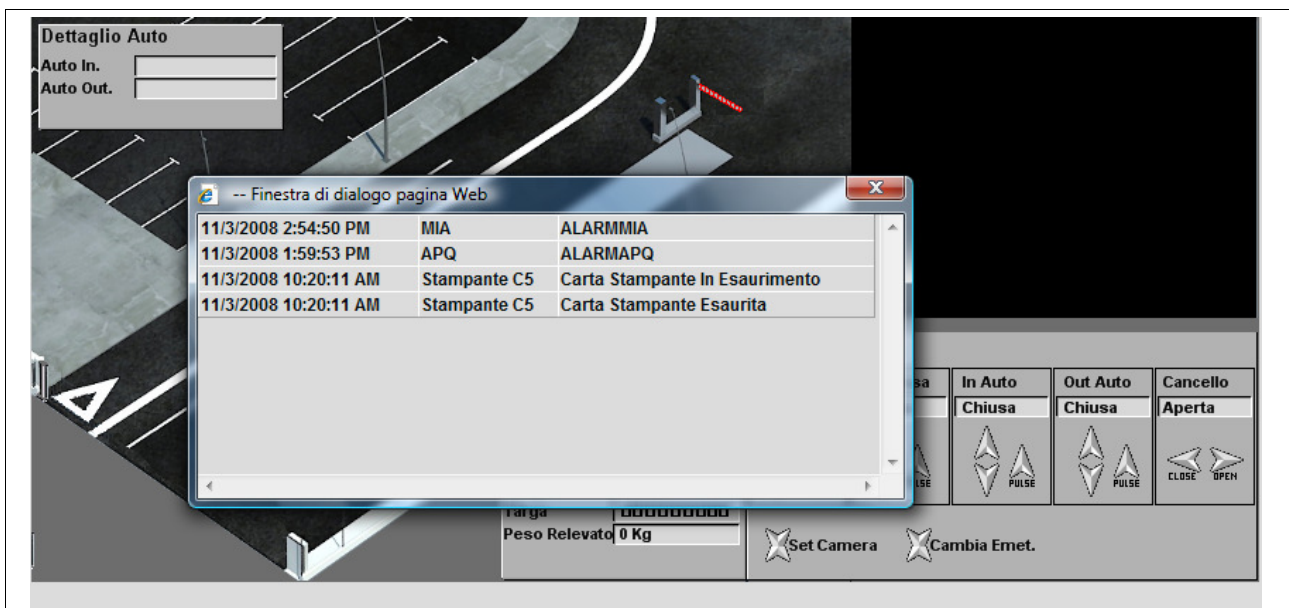 Dettaglio Auto
Auto In.
Auto Out.
-- Finestra di dialogo pagina Web
11/3/2008 2:54:50 PM MIA ALARMMIA
11/3/2008 1:59:53 PM APQ ALARMAPQ
11/3/2008 10:20:11 AM Stampante C5 Carta Stampante In Esaurimento
11/3/2008 10:20:11 AM Stampante C5 Carta Stampante Esaurita
In Auto Out Auto Cancello
Chiusa Chiusa Aperta
PULSE PULSE CLOSE OPEN
Targa
Peso Relevato 0 Kg
Set Camera Cambia Emet.